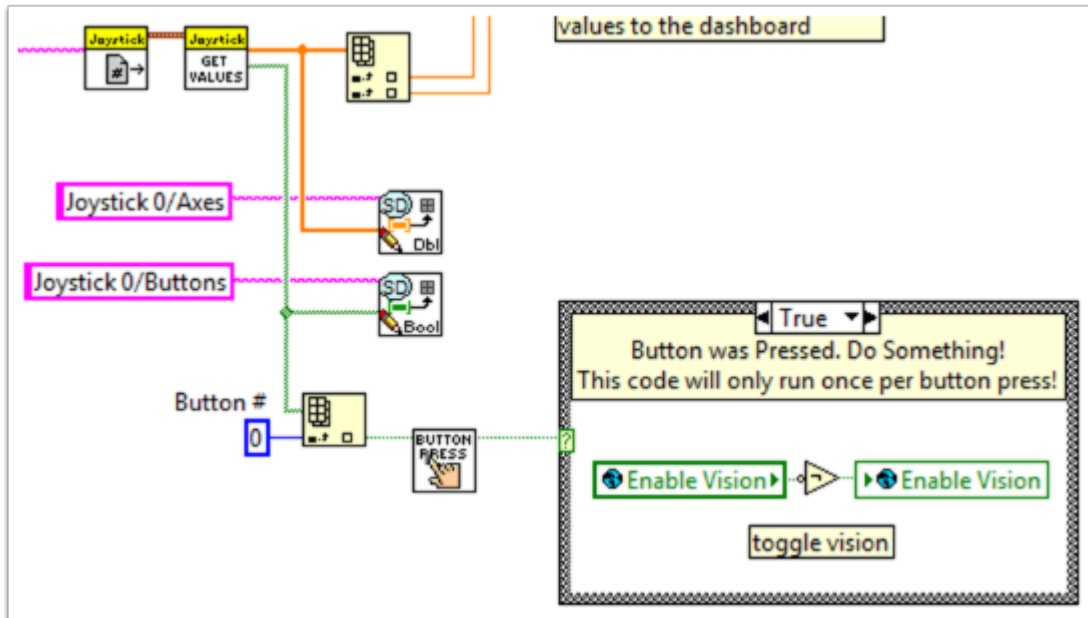 values to the dashboard
Joystick
Joystick
#
GET
VALUES
Joystick 0/Axes
SD
Dbl
Joystick 0/Buttons
SD
Bool
True
Button was Pressed. Do Something!
This code will only run once per button press!
Button #
0
BUTTON
PRESS
?
Enable Vision
Enable Vision
toggle vision